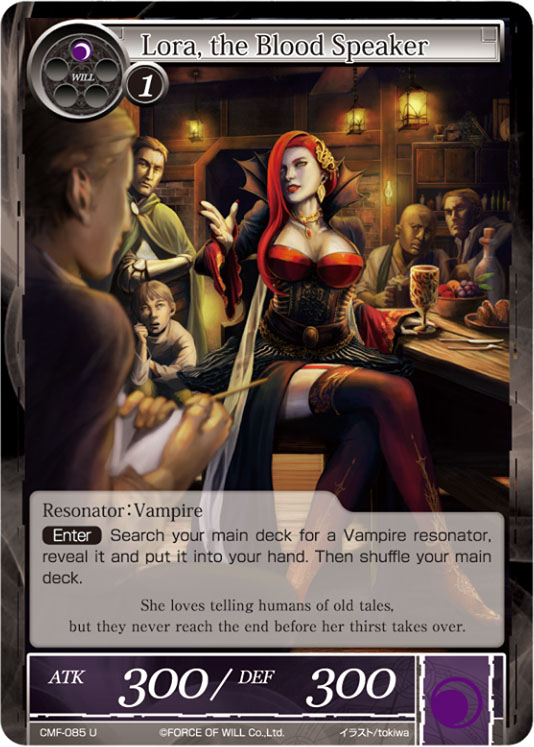 Lora, the Blood Speaker
WILL
1
Resonator：Vampire
Enter Search your main deck for a Vampire resonator,
reveal it and put it into your hand. Then shuffle your main
deck.
She loves telling humans of old tales,
but they never reach the end before her thirst takes over.
ATK 300 / DEF 300
CMF-085 U ©FORCE OF WILL Co.,Ltd. イラスト/tokiwa